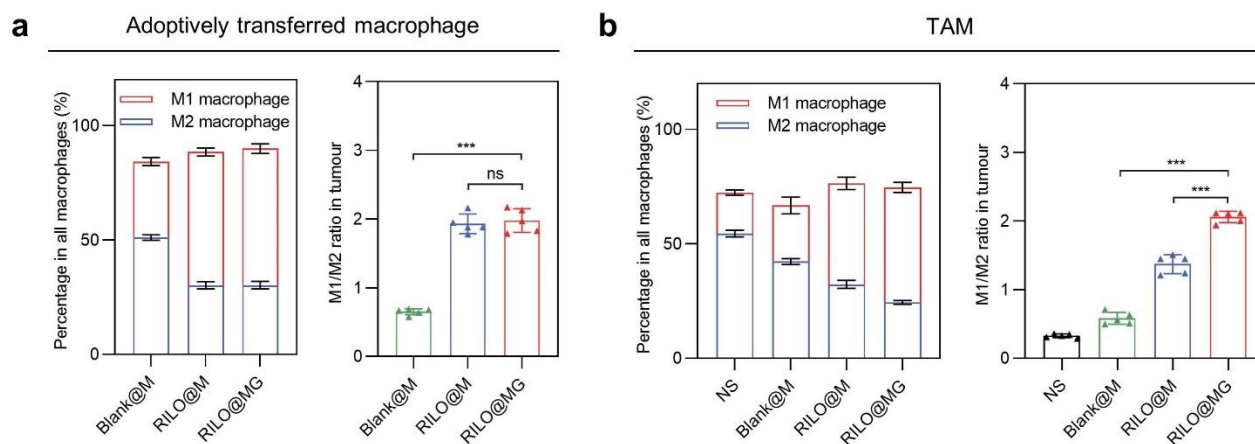 a
Adoptively transferred macrophage
Percentage in all macrophages (%)
100
50
0
M1 macrophage
M2 macrophage
Blank@M
RILO@M
RILO@MG
M1/M2 ratio in tumour
4
3
2
1
0
***
ns
Blank@M
RILO@M
RILO@MG
b
TAM
Percentage in all macrophages (%)
100
50
0
M1 macrophage
M2 macrophage
NS
Blank@M
RILO@M
RILO@MG
M1/M2 ratio in tumour
4
3
2
1
0
***
***
NS
Blank@M
RILO@M
RILO@MG